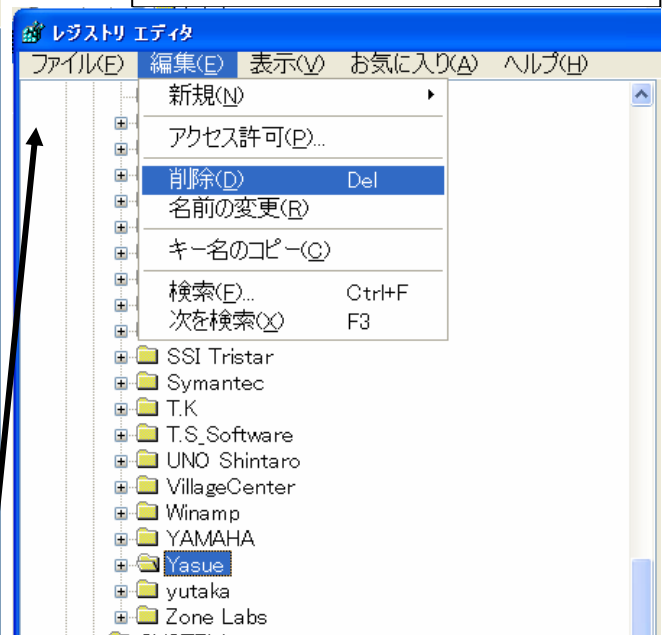 レジストリ エディタ
ファイル(F) 編集(E) 表示(V) お気に入り(A) ヘルプ(H)
新規(N)
アクセス許可(P)...
削除(D) Del
名前の変更(R)
キー名のコピー(C)
検索(F)... Ctrl+F
次を検索(X) F3
SSI Tristar
Symantec
T.K
T.S_Software
UNO Shintaro
VillageCenter
Winamp
YAMAHA
Yasue
yutaka
Zone Labs